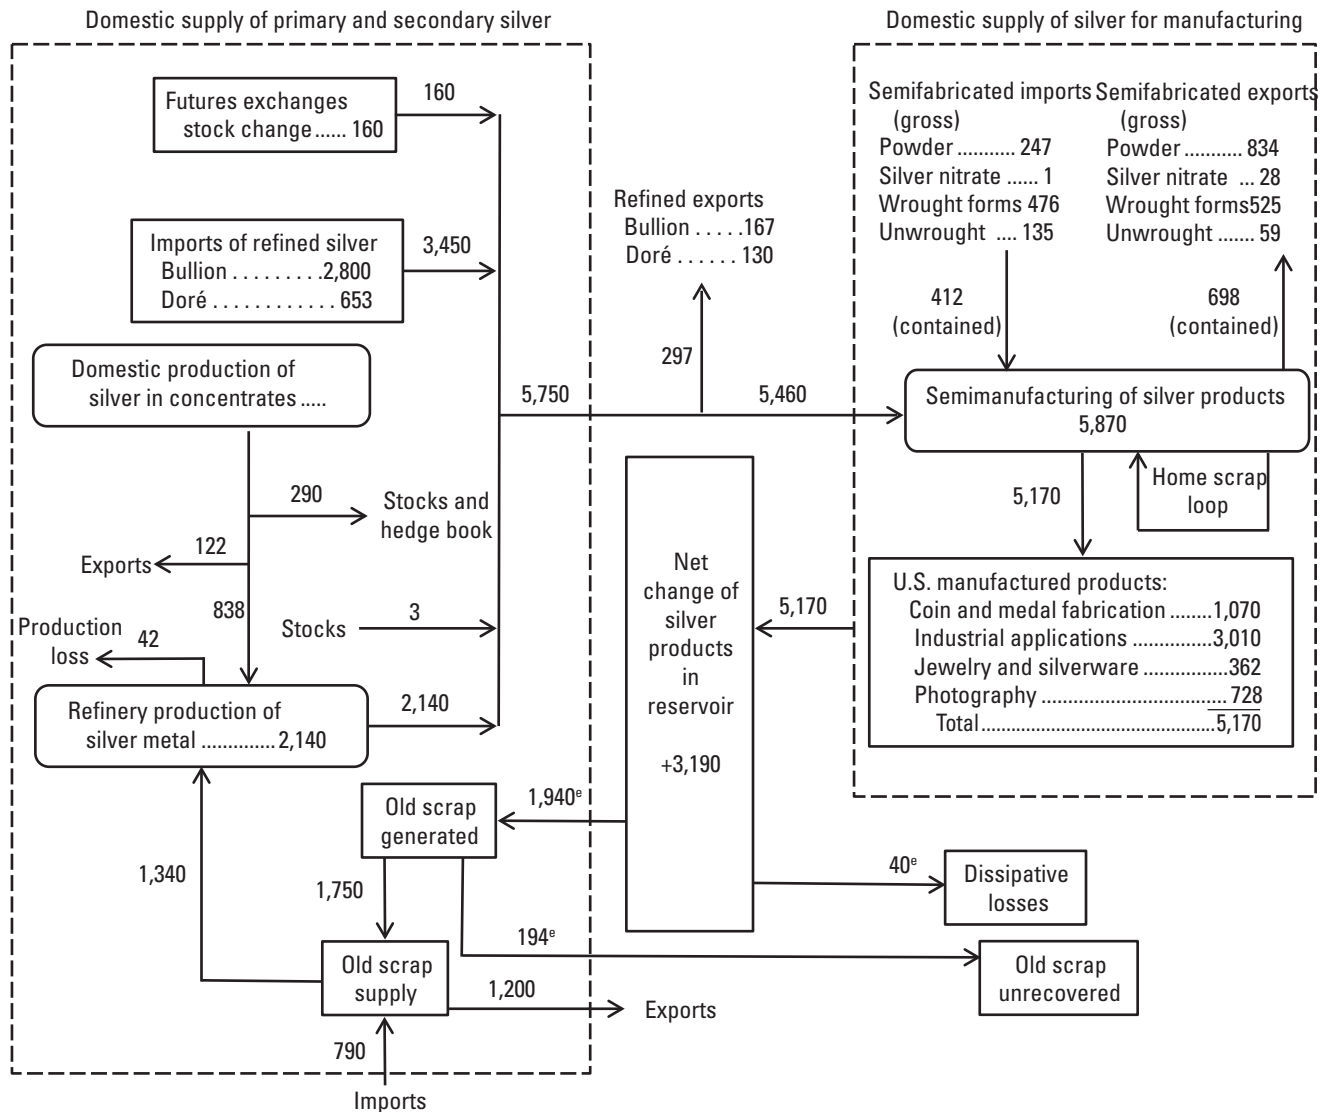 Domestic supply of primary and secondary silver
Futures exchanges
stock change ...... 160
160
Imports of refined silver
Bullion . . . . . . . . .2,800
Doré . . . . . . . . . . . . 653
3,450
Domestic production of
silver in concentrates .....
290
Stocks and
hedge book
122
Exports
838
Stocks
3
Production
loss
42
Refinery production of
silver metal ..............2,140
2,140
5,750
Refined exports
Bullion . . . . .167
Doré . . . . . . 130
297
5,460
Domestic supply of silver for manufacturing
Semifabricated imports
(gross)
Powder ........... 247
Silver nitrate ...... 1
Wrought forms 476
Unwrought .... 135
Semifabricated exports
(gross)
Powder ........... 834
Silver nitrate ... 28
Wrought forms525
Unwrought ....... 59
412
(contained)
698
(contained)
Semimanufacturing of silver products
5,870
5,170
Home scrap
loop
U.S. manufactured products:
Coin and medal fabrication ........1,070
Industrial applications ................3,010
Jewelry and silverware .................362
Photography .................................... 728
Total..............................................5,170
5,170
Net
change of
silver
products
in
reservoir
+3,190
1,940ᵉ
Old scrap
generated
1,340
1,750
40ᵉ
Dissipative
losses
194ᵉ
Old scrap
unrecovered
Old scrap
supply
1,200
Exports
790
Imports